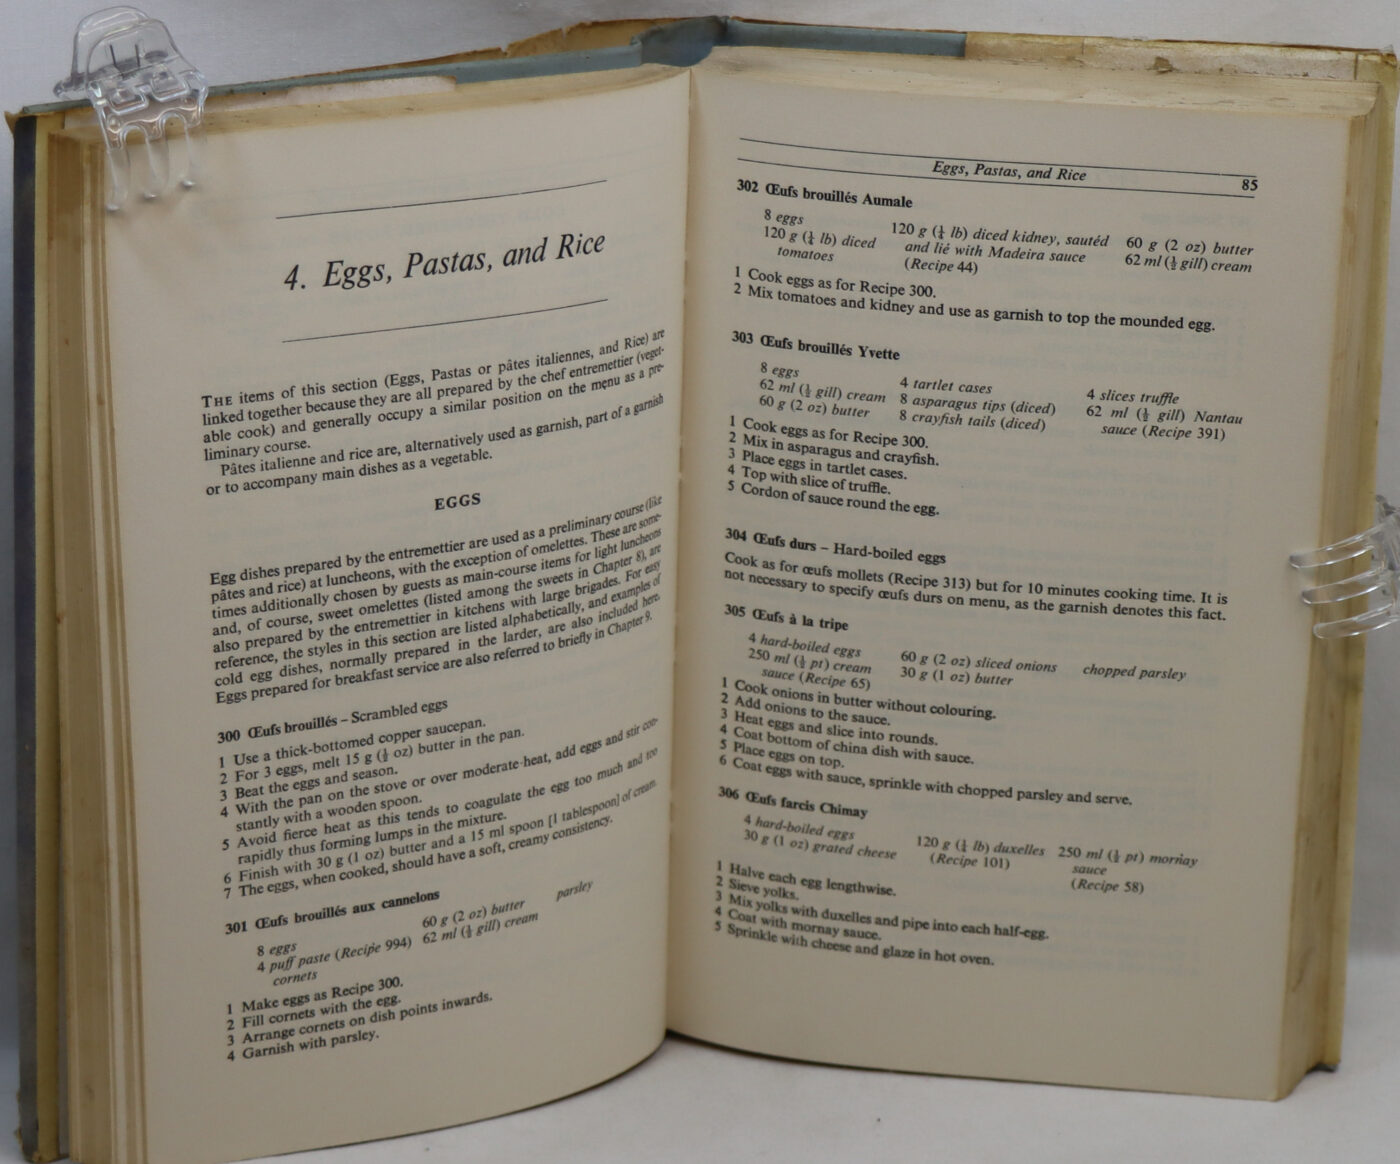 4. Eggs, Pastas, and Rice
THE items of this section (Eggs, Pastas or pâtes italiennes, and Rice) are
linked together because they are all prepared by the chef entremettier (veget-
able cook) and generally occupy a similar position on the menu as a pre-
liminary course.
Pâtes italienne and rice are, alternatively used as garnish, part of a garnish
or to accompany main dishes as a vegetable.
EGGS
Egg dishes prepared by the entremettier are used as a preliminary course (like
pâtes and rice) at luncheons, with the exception of omelettes. These are some-
times additionally chosen by guests as main-course items for light luncheons
and, of course, sweet omelettes (listed among the sweets in Chapter 8), are
also prepared by the entremettier in kitchens with large brigades. For easy
reference, the styles in this section are listed alphabetically, and examples of
cold egg dishes, normally prepared in the larder, are also included here.
Eggs prepared for breakfast service are also referred to briefly in Chapter 9.
300 Œufs brouillés – Scrambled eggs
1 Use a thick-bottomed copper saucepan.
2 For 3 eggs, melt 15 g (½ oz) butter in the pan.
3 Beat the eggs and season.
4 With the pan on the stove or over moderate heat, add eggs and stir con-
stantly with a wooden spoon.
5 Avoid fierce heat as this tends to coagulate the egg too much and too
rapidly thus forming lumps in the mixture.
6 Finish with 30 g (1 oz) butter and a 15 ml spoon [1 tablespoon] of cream.
7 The eggs, when cooked, should have a soft, creamy consistency.
301 Œufs brouillés aux cannelons
8 eggs
4 puff paste (Recipe 994)
cornets
60 g (2 oz) butter
62 ml (½ gill) cream
parsley
1 Make eggs as Recipe 300.
2 Fill cornets with the egg.
3 Arrange cornets on dish points inwards.
4 Garnish with parsley.
Eggs, Pastas, and Rice 85
302 Œufs brouillés Aumale
8 eggs
120 g (¼ lb) diced
tomatoes
120 g (¼ lb) diced kidney, sautéd
and lié with Madeira sauce
(Recipe 44)
60 g (2 oz) butter
62 ml (½ gill) cream
1 Cook eggs as for Recipe 300.
2 Mix tomatoes and kidney and use as garnish to top the mounded egg.
303 Œufs brouillés Yvette
8 eggs
62 ml (½ gill) cream
60 g (2 oz) butter
4 tartlet cases
8 asparagus tips (diced)
8 crayfish tails (diced)
4 slices truffle
62 ml (½ gill) Nantau
sauce (Recipe 391)
1 Cook eggs as for Recipe 300.
2 Mix in asparagus and crayfish.
3 Place eggs in tartlet cases.
4 Top with slice of truffle.
5 Cordon of sauce round the egg.
304 Œufs durs – Hard-boiled eggs
Cook as for œufs mollets (Recipe 313) but for 10 minutes cooking time. It is
not necessary to specify œufs durs on menu, as the garnish denotes this fact.
305 Œufs à la tripe
4 hard-boiled eggs
250 ml (½ pt) cream
sauce (Recipe 65)
60 g (2 oz) sliced onions
30 g (1 oz) butter
chopped parsley
1 Cook onions in butter without colouring.
2 Add onions to the sauce.
3 Heat eggs and slice into rounds.
4 Coat bottom of china dish with sauce.
5 Place eggs on top.
6 Coat eggs with sauce, sprinkle with chopped parsley and serve.
306 Œufs farcis Chimay
4 hard-boiled eggs
30 g (1 oz) grated cheese
120 g (¼ lb) duxelles
(Recipe 101)
250 ml (½ pt) mornay
sauce
(Recipe 58)
1 Halve each egg lengthwise.
2 Sieve yolks.
3 Mix yolks with duxelles and pipe into each half-egg.
4 Coat with mornay sauce.
5 Sprinkle with cheese and glaze in hot oven.